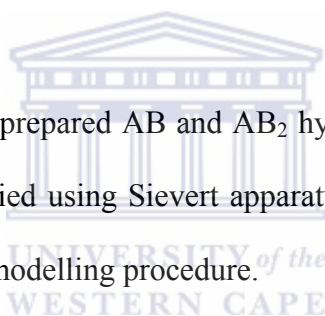 prepared AB and AB₂ hy
ied using Sievert apparat
UNIVERSITY of the
nodelling procedure.
WESTERN CAPE